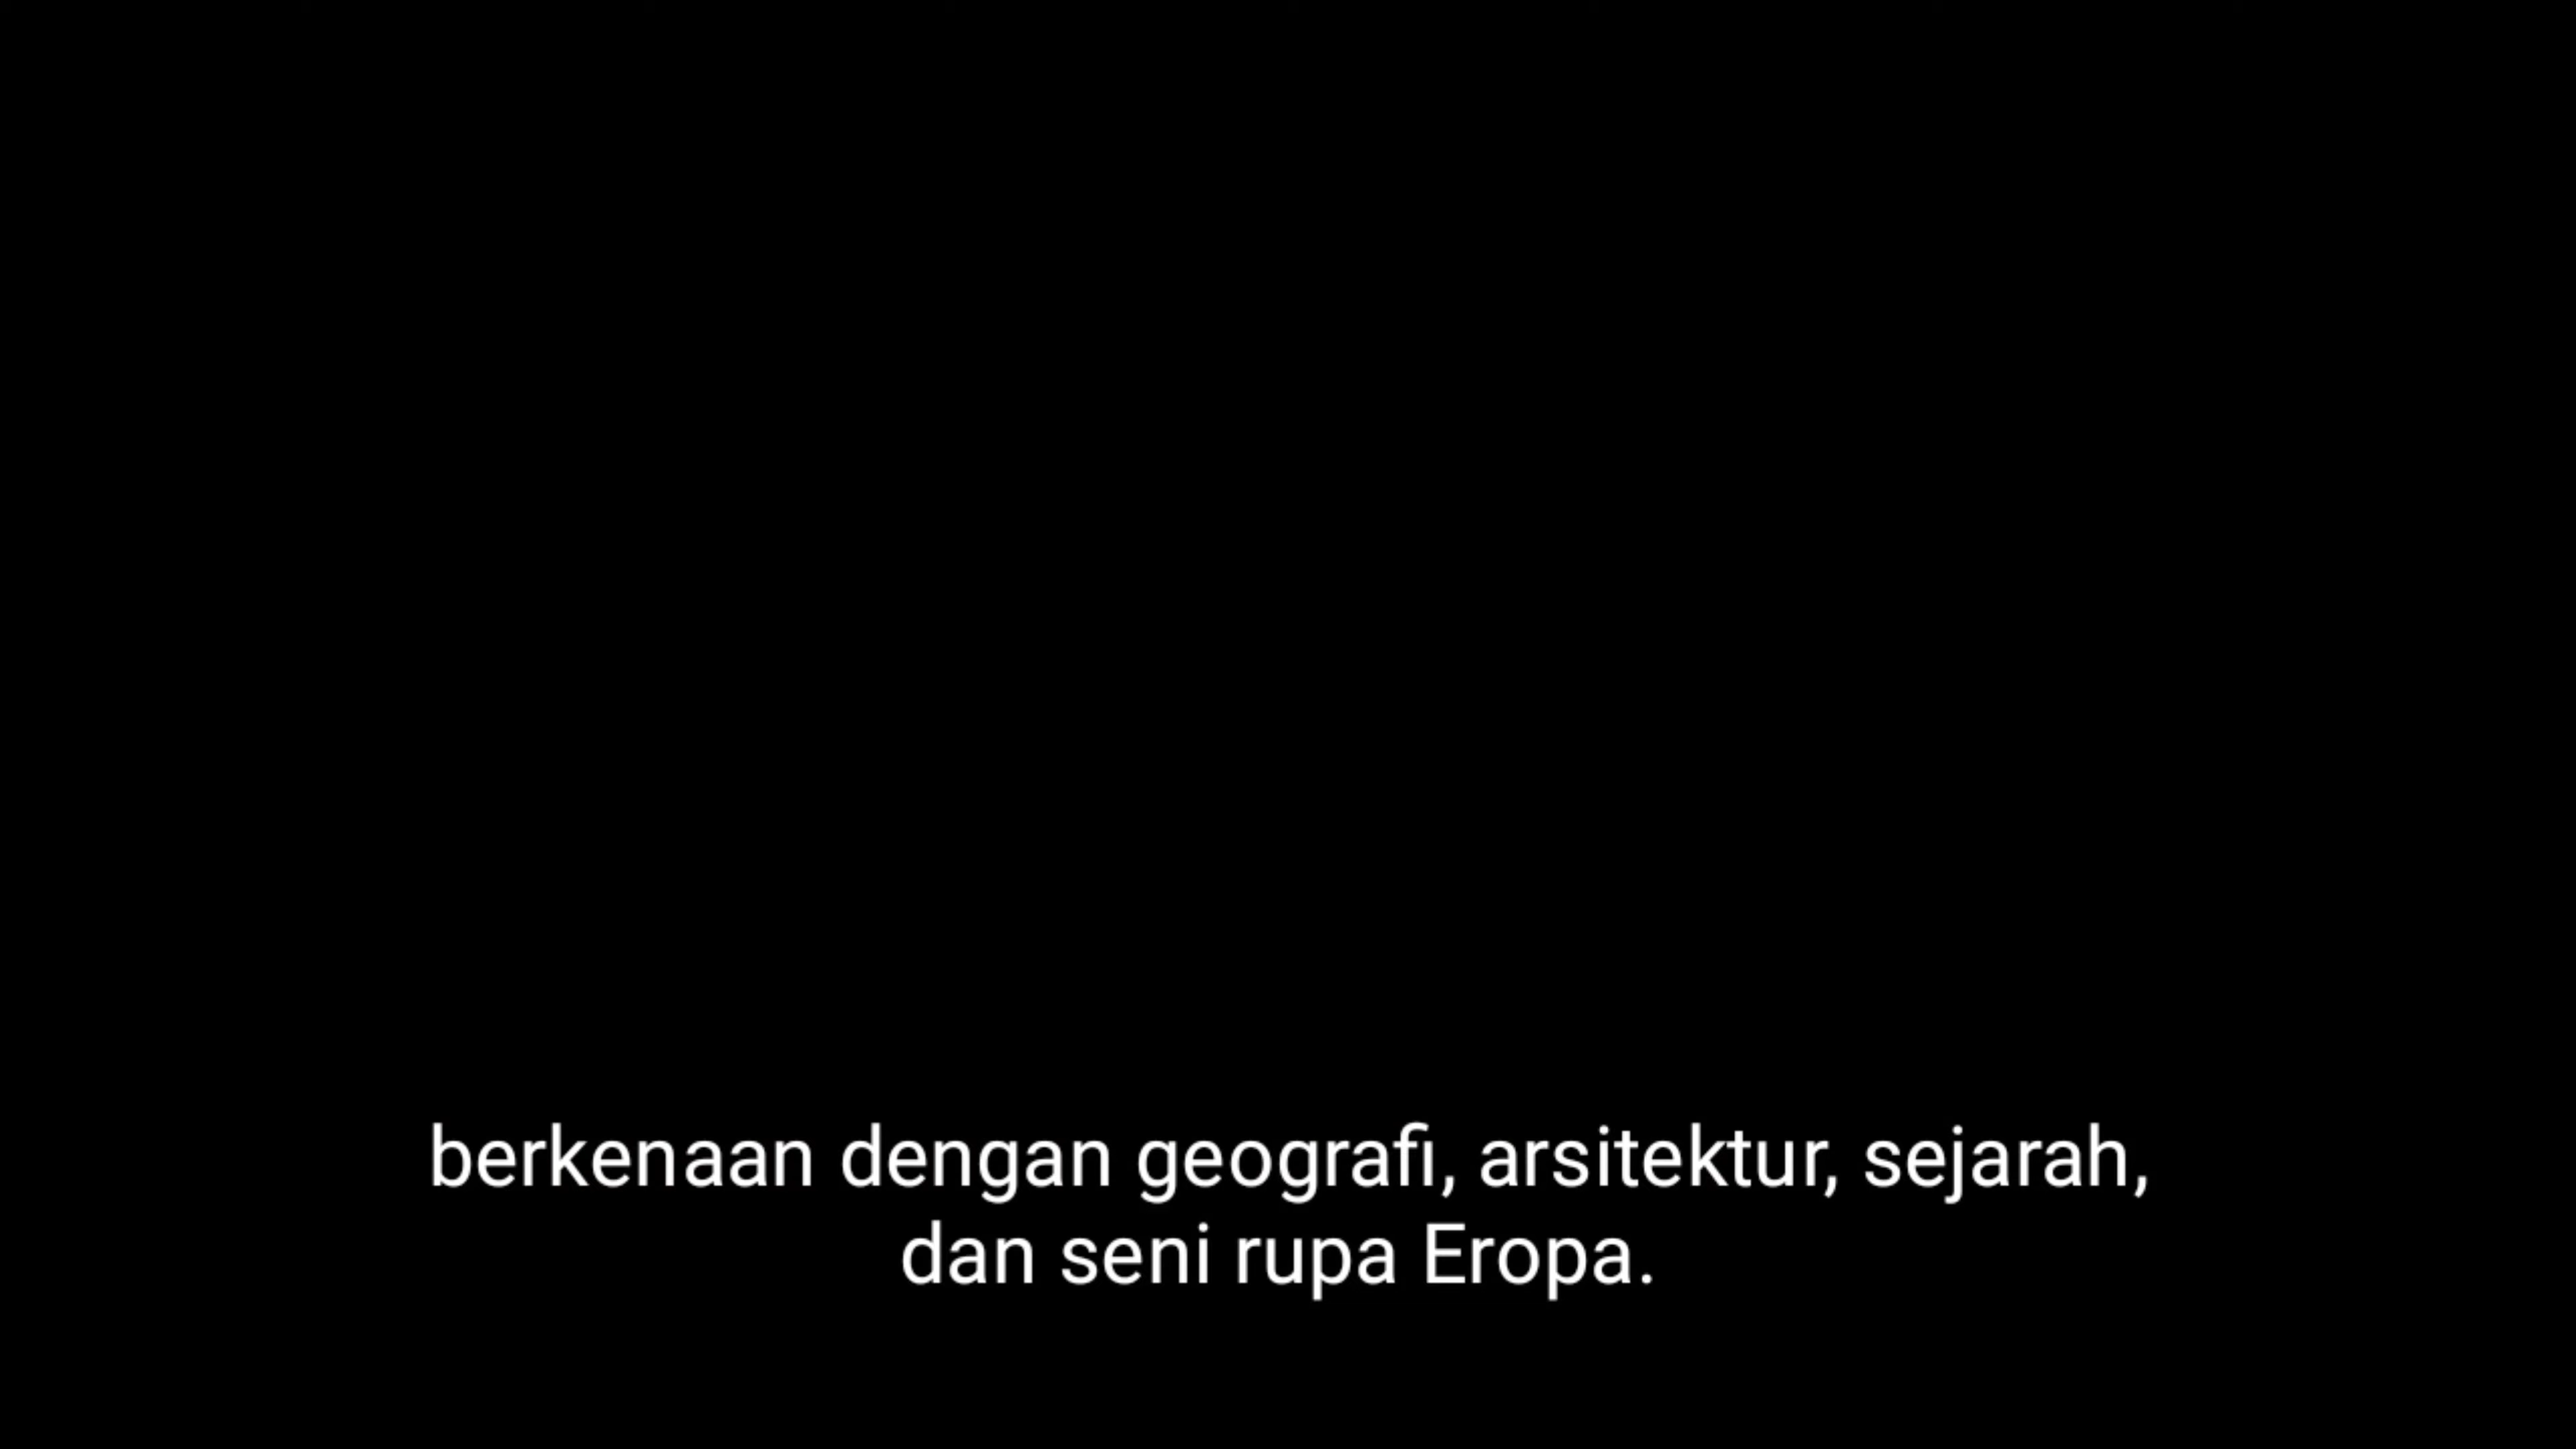 berkenaan dengan geografi, arsitektur, sejarah,
dan seni rupa Eropa.